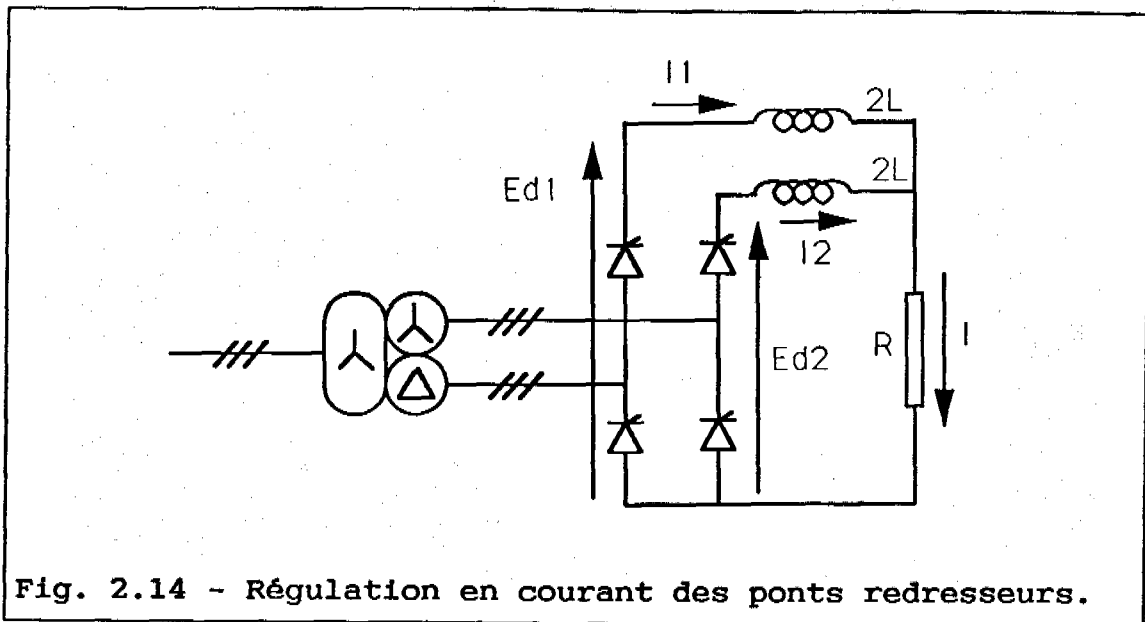 I1
2L
2L
Ed1
I2
Ed2
R
I
Fig. 2.14 - Régulation en courant des ponts redresseurs.